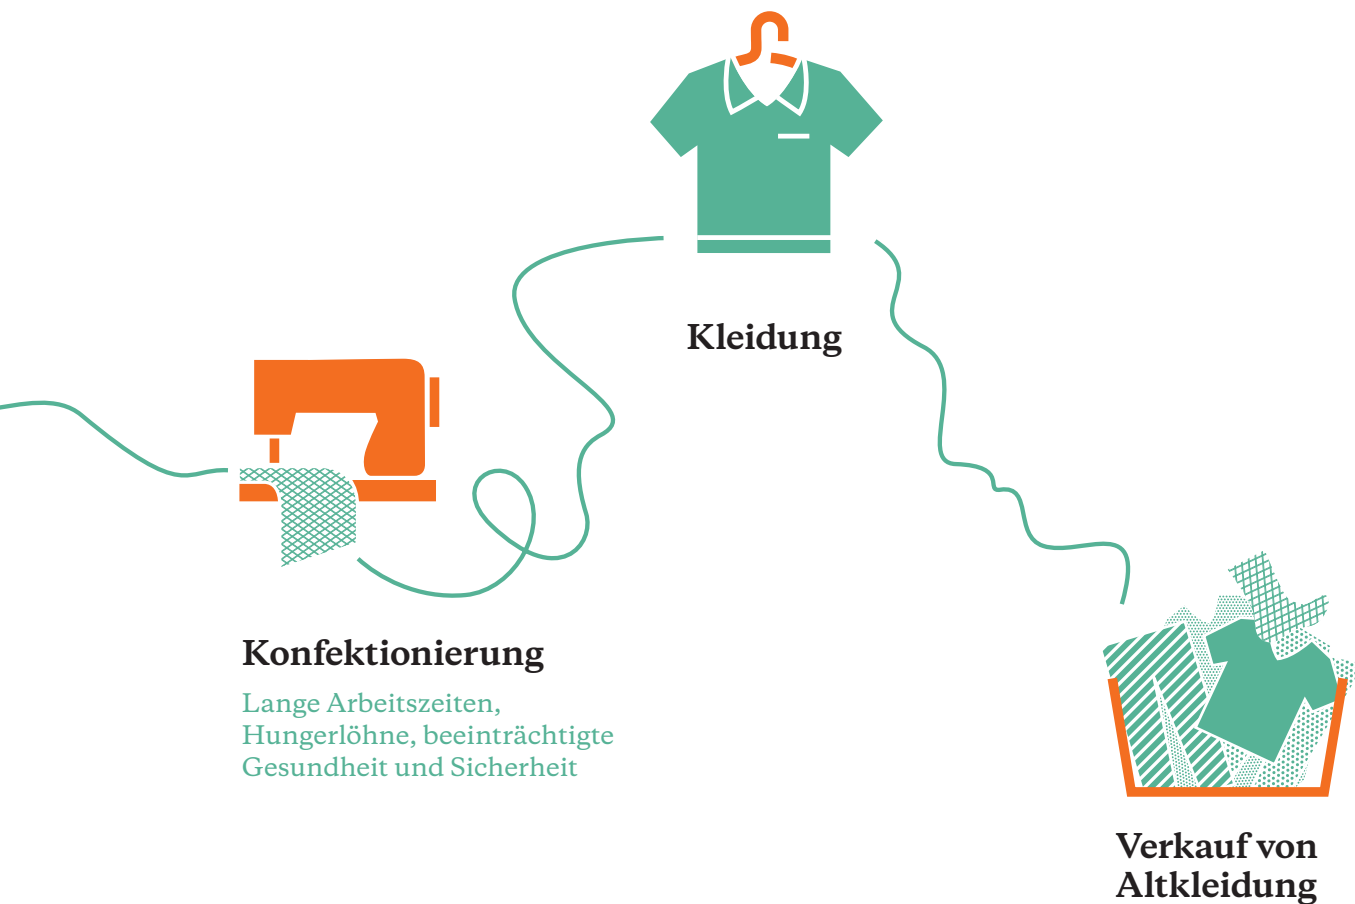 Kleidung
Konfektionierung
Lange Arbeitszeiten,
Hungerlöhne, beeinträchtigte
Gesundheit und Sicherheit
Verkauf von
Altkleidung